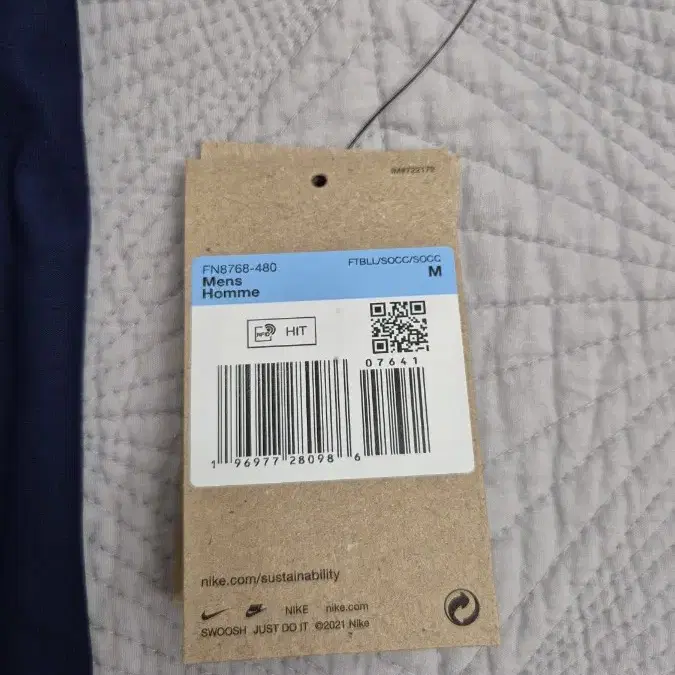 FN8768-480
FTBLL/SOCC/SOCC
Mens
M
Homme
RFID
HIT
07641
1 96977 28098 6
nike.com/sustainability
NIKE nike.com
SWOOSH JUST DO IT ©2021 Nike